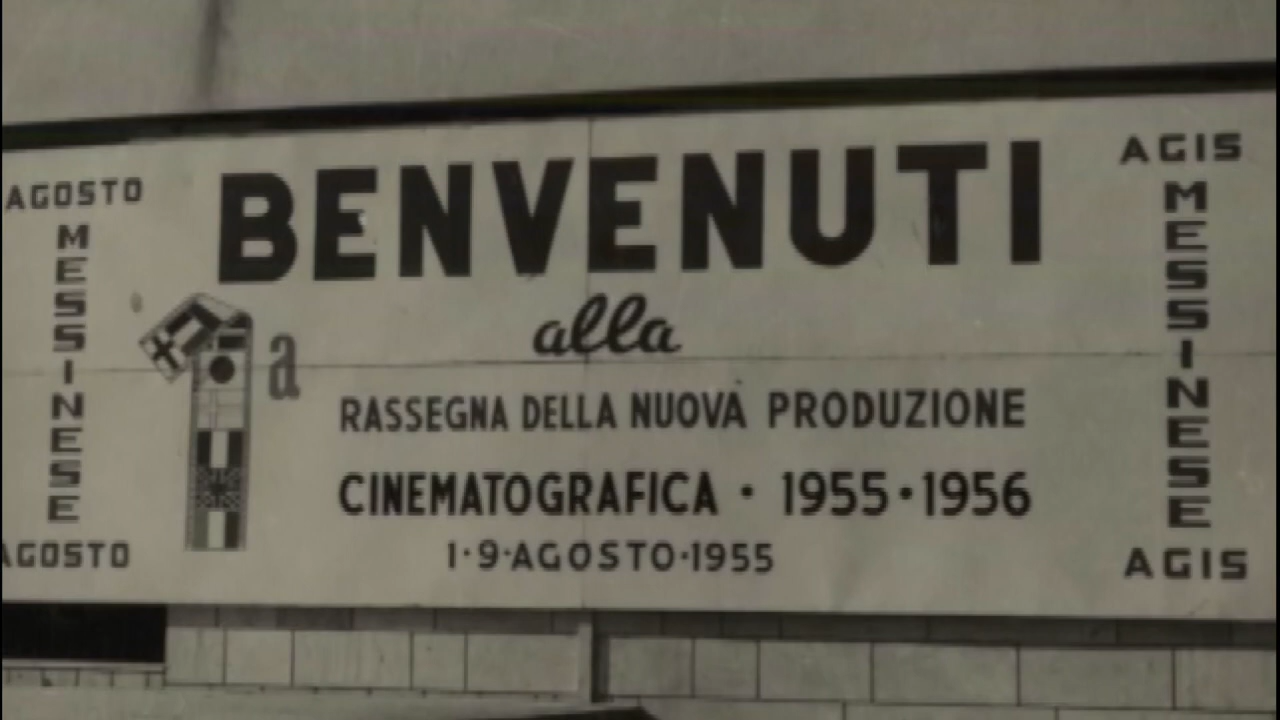 AGOSTO
MESSINESE
AGOSTO
BENVENUTI
alla
1a
RASSEGNA DELLA NUOVA PRODUZIONE
CINEMATOGRAFICA · 1955 · 1956
1·9·AGOSTO·1955
AGIS
MESSINESE
AGIS